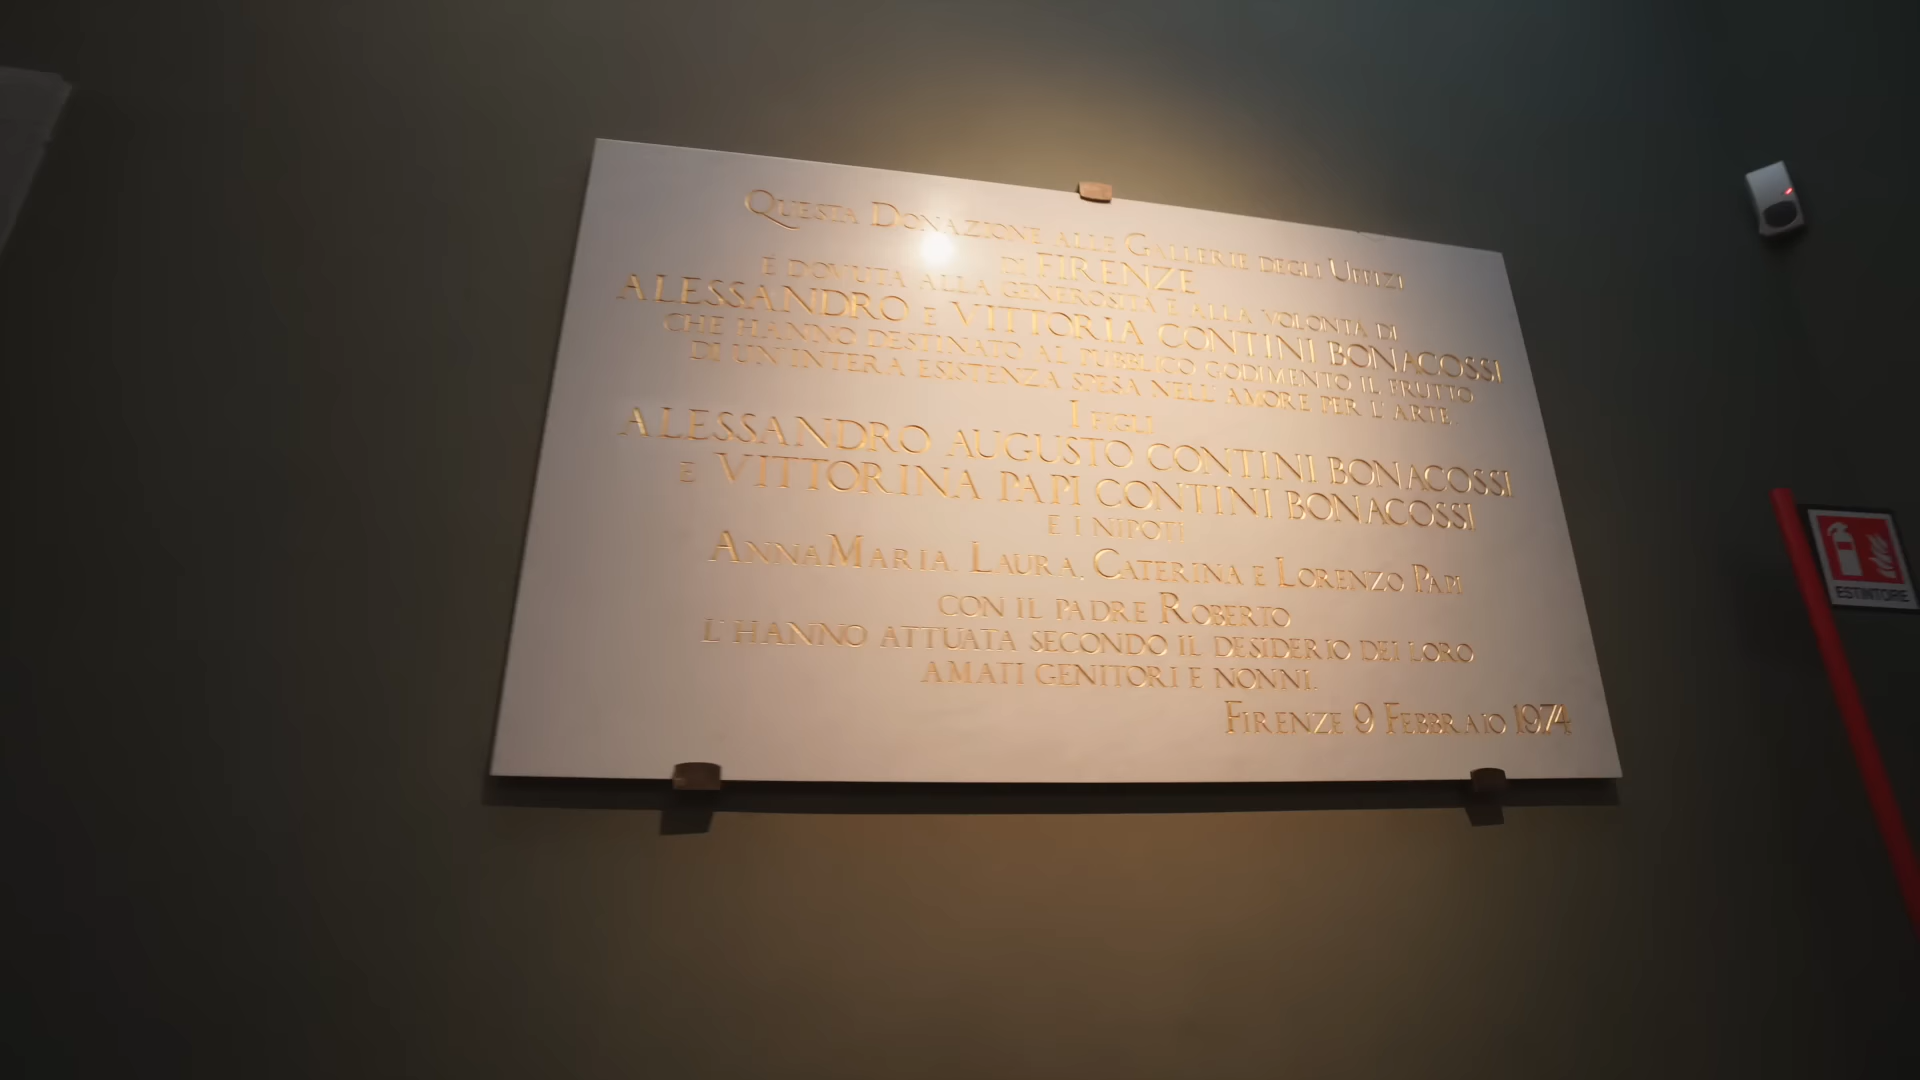 Questa Donazione alle Gallerie degli Uffizi
di FIRENZE
È DOVUTA ALLA GENEROSITÀ E ALLA VOLONTÀ DI
ALESSANDRO E VITTORIA CONTINI BONACOSSI
CHE HANNO DESTINATO AL PUBBLICO GODIMENTO IL FRUTTO
DI UN'INTERA ESISTENZA SPESA NELL'AMORE PER L'ARTE.
I FIGLI
ALESSANDRO AUGUSTO CONTINI BONACOSSI
E VITTORINA PAPI CONTINI BONACOSSI
E I NIPOTI
AnnaMaria, Laura, Caterina e Lorenzo Papi
CON IL PADRE ROBERTO
L'HANNO ATTUATA SECONDO IL DESIDERIO DEI LORO
AMATI GENITORI E NONNI.
Firenze 9 Febbraio 1974
ESTINTORE